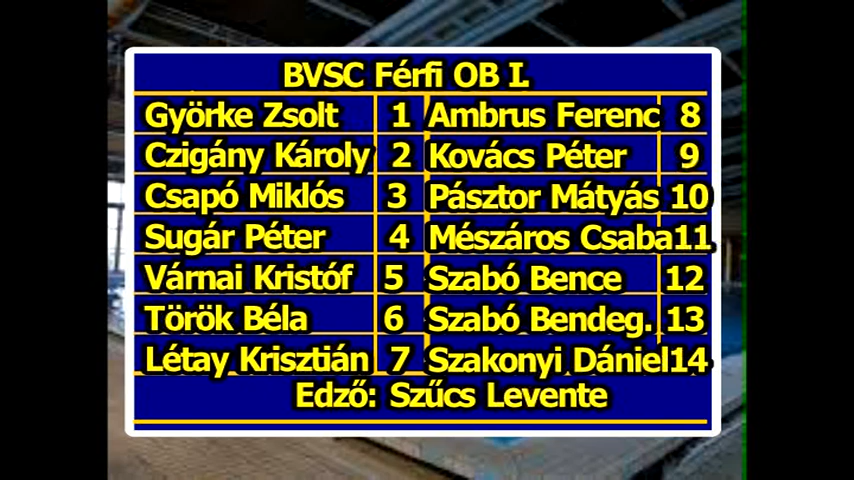 BVSC Férfi OB I.
Györke Zsolt 1 Ambrus Ferenc 8
Czigány Károly 2 Kovács Péter 9
Csapó Miklós 3 Pásztor Mátyás 10
Sugár Péter 4 Mészáros Csaba 11
Várnai Kristóf 5 Szabó Bence 12
Török Béla 6 Szabó Bendeg. 13
Létay Krisztián 7 Szakonyi Dániel 14
Edző: Szűcs Levente